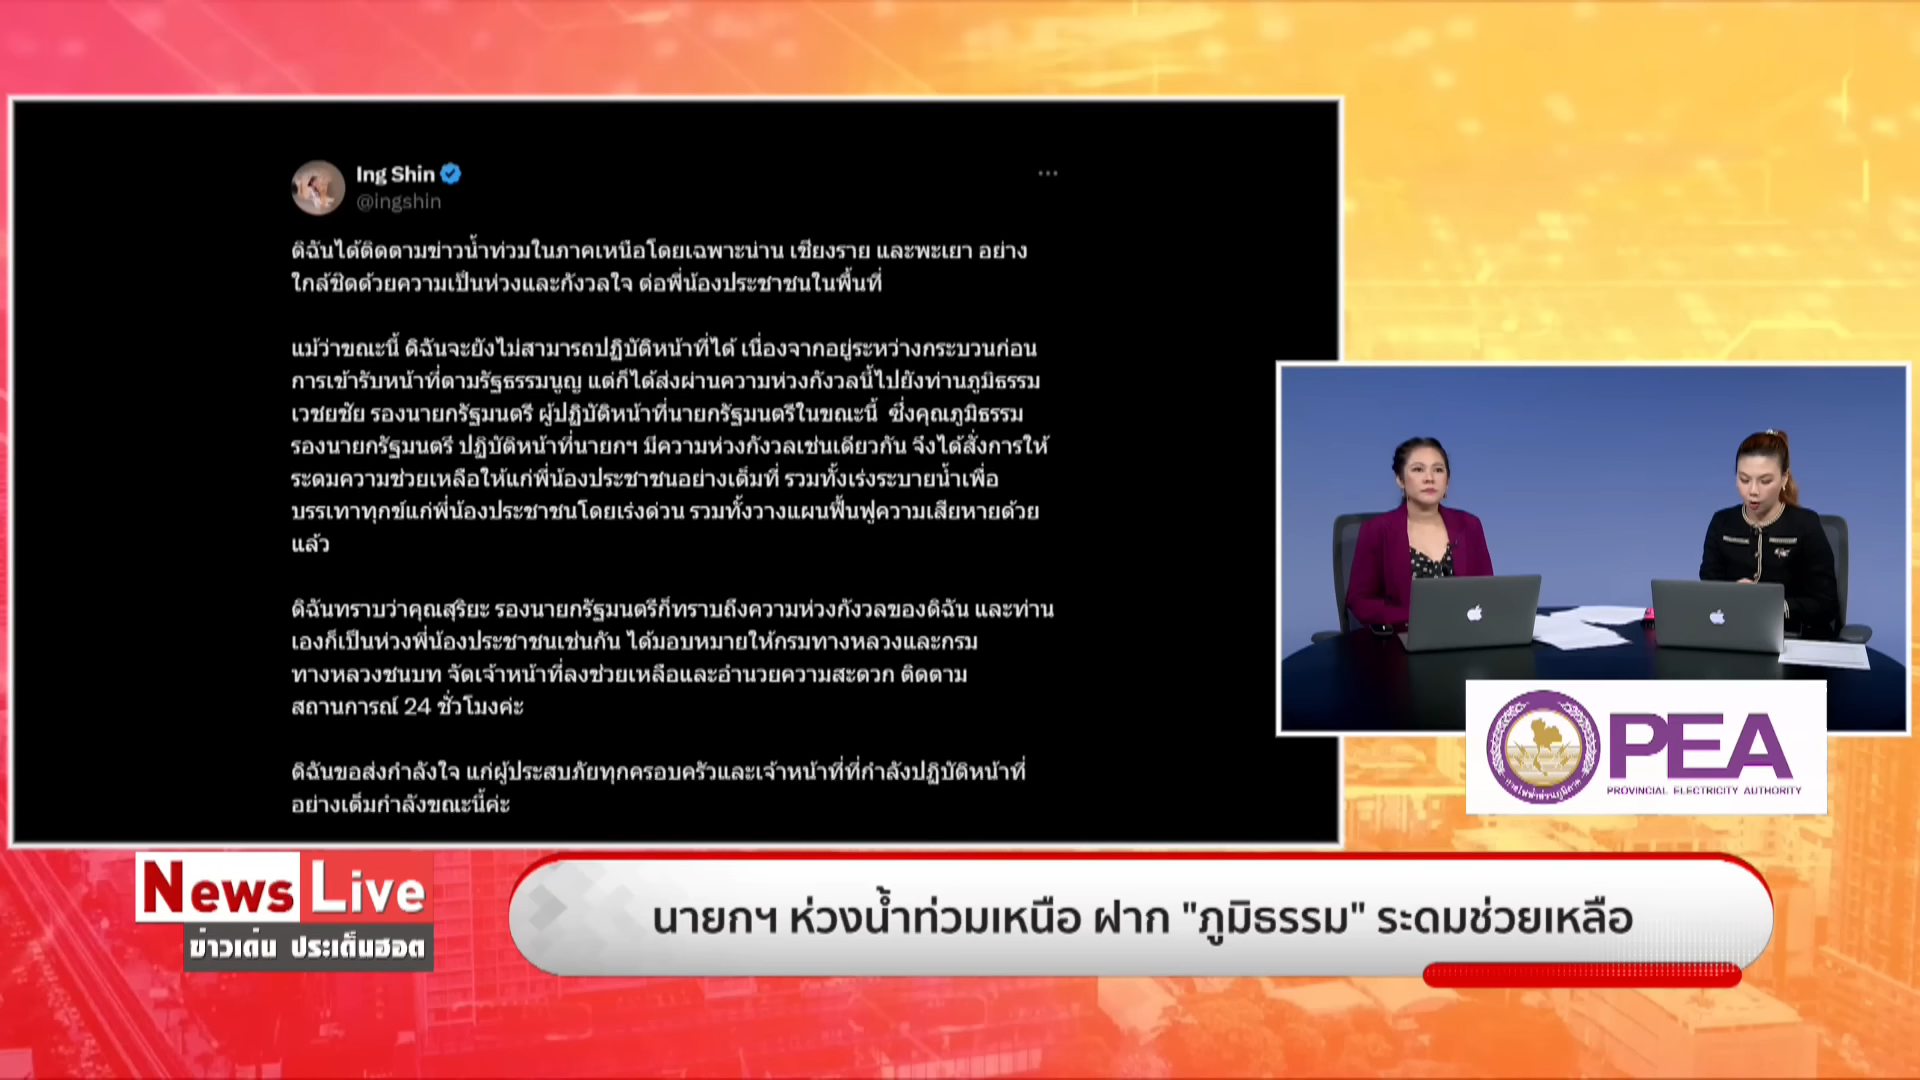 Ing Shin
@ingshin
ดิฉันได้ติดตามข่าวน้ำท่วมในภาคเหนือโดยเฉพาะน่าน เชียงราย และพะเยา อย่าง
ใกล้ชิดด้วยความเป็นห่วงและกังวลใจ ต่อพี่น้องประชาชนในพื้นที่
แม้ว่าขณะนี้ ดิฉันจะยังไม่สามารถปฏิบัติหน้าที่ได้ เนื่องจากอยู่ระหว่างกระบวนก่อน
การเข้ารับหน้าที่ตามรัฐธรรมนูญ แต่ก็ได้ส่งผ่านความห่วงกังวลนี้ไปยังท่านภูมิธรรม
เวชยชัย รองนายกรัฐมนตรี ผู้ปฏิบัติหน้าที่นายกรัฐมนตรีในขณะนี้ ซึ่งคุณภูมิธรรม
รองนายกรัฐมนตรี ปฏิบัติหน้าที่นายกฯ มีความห่วงกังวลเช่นเดียวกัน จึงได้สั่งการให้
ระดมความช่วยเหลือให้แก่พี่น้องประชาชนอย่างเต็มที่ รวมทั้งเร่งระบายน้ำเพื่อ
บรรเทาทุกข์แก่พี่น้องประชาชนโดยเร่งด่วน รวมทั้งวางแผนฟื้นฟูความเสียหายด้วย
แล้ว
ดิฉันทราบว่าคุณสุริยะ รองนายกรัฐมนตรีก็ทราบถึงความห่วงกังวลของดิฉัน และท่าน
เองก็เป็นห่วงพี่น้องประชาชนเช่นกัน ได้มอบหมายให้กรมทางหลวงและกรม
ทางหลวงชนบท จัดเจ้าหน้าที่ลงช่วยเหลือและอำนวยความสะดวก ติดตาม
สถานการณ์ 24 ชั่วโมงค่ะ
ดิฉันขอส่งกำลังใจ แก่ผู้ประสบภัยทุกครอบครัวและเจ้าหน้าที่ที่กำลังปฏิบัติหน้าที่
อย่างเต็มกำลังขณะนี้ค่ะ
การไฟฟ้าส่วนภูมิภาค
PEA
PROVINCIAL ELECTRICITY AUTHORITY
News Live
ข่าวเด่น ประเด็นฮอต
นายกฯ ห่วงน้ำท่วมเหนือ ฝาก "ภูมิธรรม" ระดมช่วยเหลือ